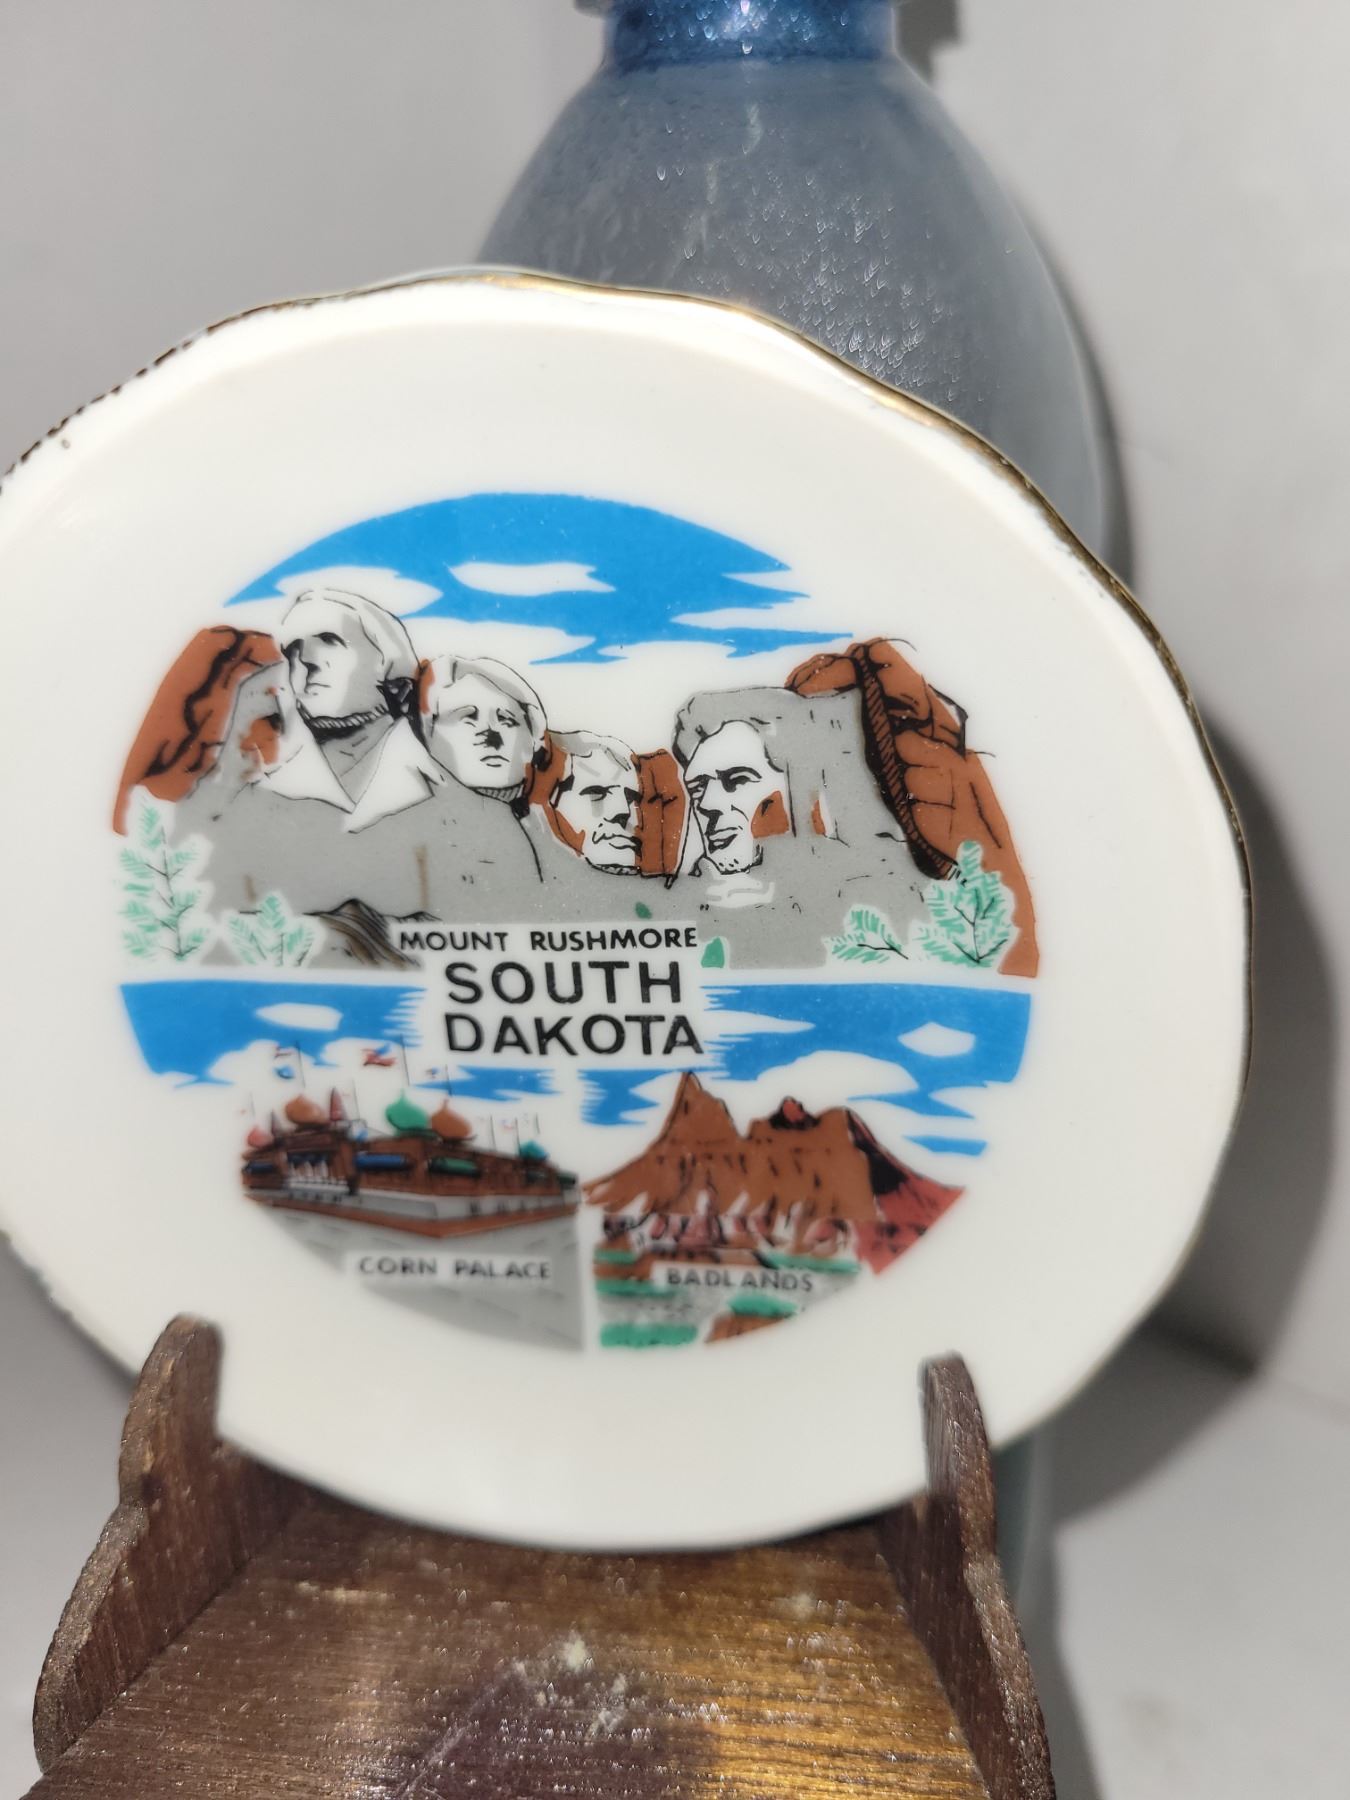 MOUNT RUSHMORE
SOUTH
DAKOTA
CORN PALACE
BADLANDS